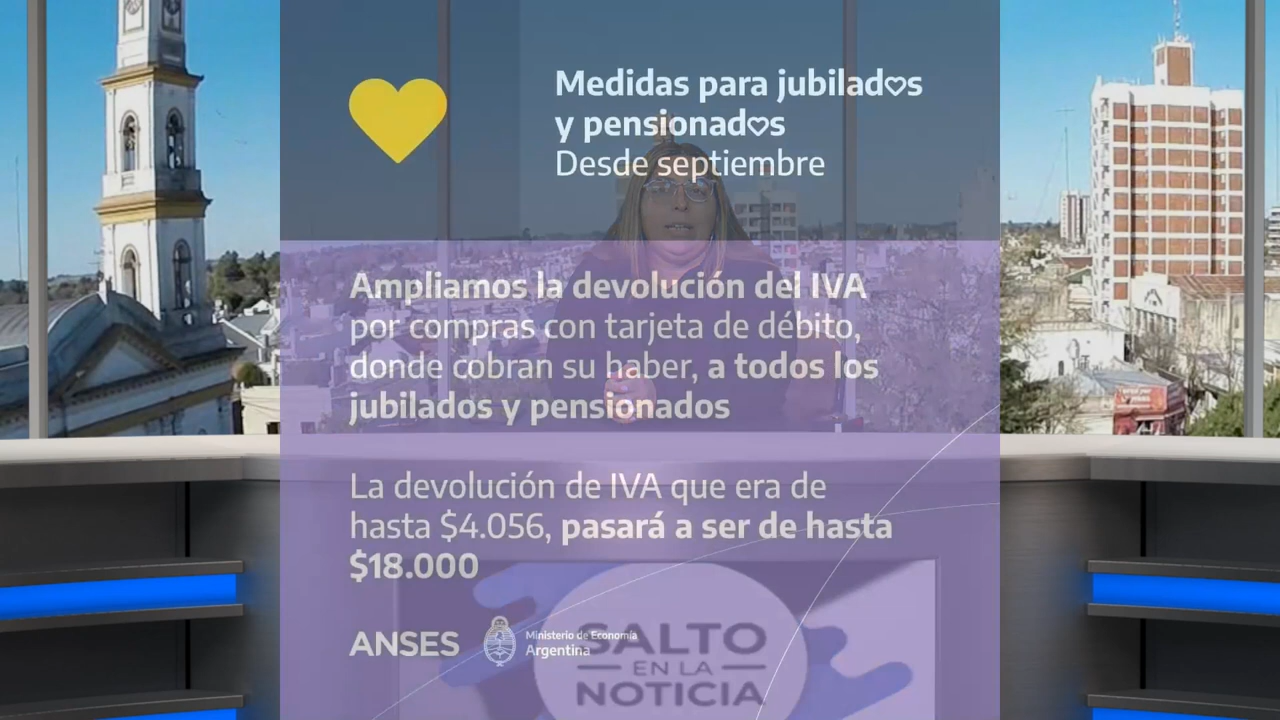 Medidas para jubilad♡s
y pensionad♡s
Desde septiembre
Ampliamos la devolución del IVA
por compras con tarjeta de débito,
donde cobran su haber, a todos los
jubilados y pensionados
La devolución de IVA que era de
hasta $4.056, pasará a ser de hasta
$18.000
ANSES
Ministerio de Economía
Argentina
SALTO
EN LA
NOTICIA